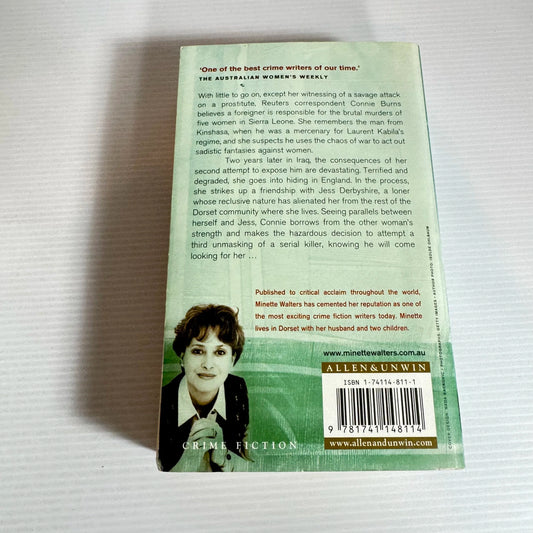 ‘One of the best crime writers of our time.’
THE AUSTRALIAN WOMEN'S WEEKLY
With little to go on, except her witnessing of a savage attack
on a prostitute, Reuters correspondent Connie Burns
believes a foreigner is responsible for the brutal murders of
five women in Sierra Leone. She remembers the man from
Kinshasa, when he was a mercenary for Laurent Kabila's
regime, and she suspects he uses the chaos of war to act out
sadistic fantasies against women.
Two years later in Iraq, the consequences of her
second attempt to expose him are devastating. Terrified and
degraded, she goes into hiding in England. In the process,
she strikes up a friendship with Jess Derbyshire, a loner
whose reclusive nature has alienated her from the rest of the
Dorset community where she lives. Seeing parallels between
herself and Jess, Connie borrows from the other woman's
strength and makes the hazardous decision to attempt a
third unmasking of a serial killer, knowing he will come
looking for her ...
Published to critical acclaim throughout the world,
Minette Walters has cemented her reputation as one of
the most exciting crime fiction writers today. Minette
lives in Dorset with her husband and two children.
www.minettewalters.com.au
ALLEN&UNWIN
ISBN 1-74114-811-1
9 781741 148114
www.allenandunwin.com
CRIME FICTION